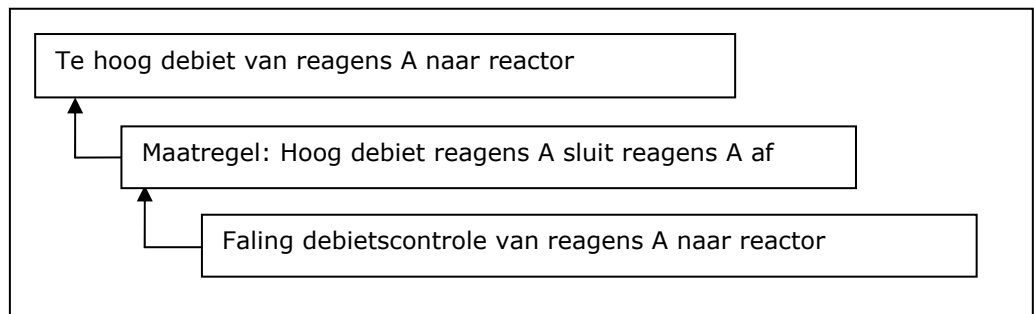 Te hoog debiet van reagens A naar reactor
Maatregel: Hoog debiet reagens A sluit reagens A af
Faling debietscontrole van reagens A naar reactor